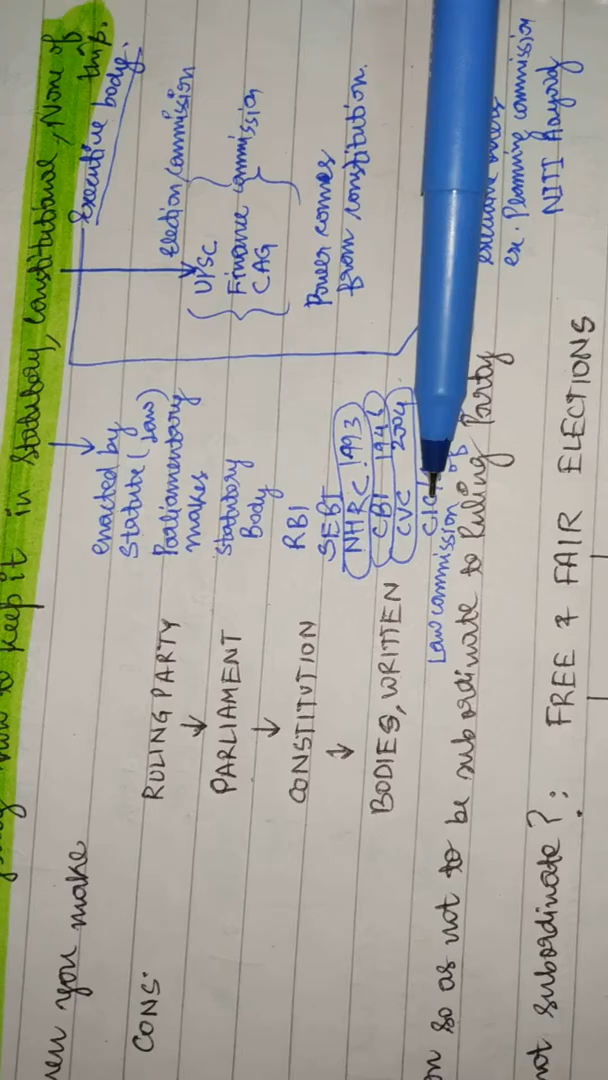 to keep it in statutory, constitutional, None of
this.
Executive body.
enacted by
Statute (Law)
Parliamentary
makes
Statutory
Body
RBI
SEBI
NHRC 1993
CBI 1946
CVC 2004
CIC
Law commission
Election commission
UPSC
Finance commission
CAG
Power comes
from constitution.
ex. Planning commission
NITI Aayog
you make
CONS.
RULING PARTY
↓
PARLIAMENT
↓
CONSTITUTION
↓
BODIES, WRITTEN
so as not to be subordinate to Ruling Party
not subordinate? : FREE & FAIR ELECTIONS